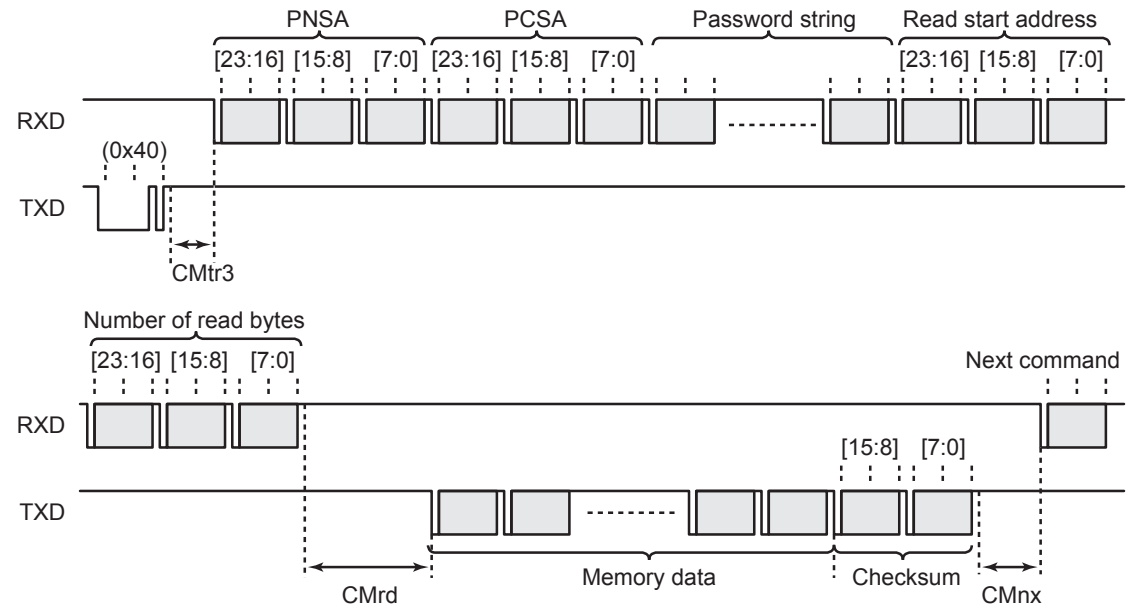 PNSA PCSA Password string Read start address
[23:16] [15:8] [7:0] [23:16] [15:8] [7:0] [23:16] [15:8] [7:0]
RXD
(0x40)
TXD
CMtr3
Number of read bytes
[23:16] [15:8] [7:0] Next command
RXD
[15:8] [7:0]
TXD
Memory data Checksum
CMrd CMnx